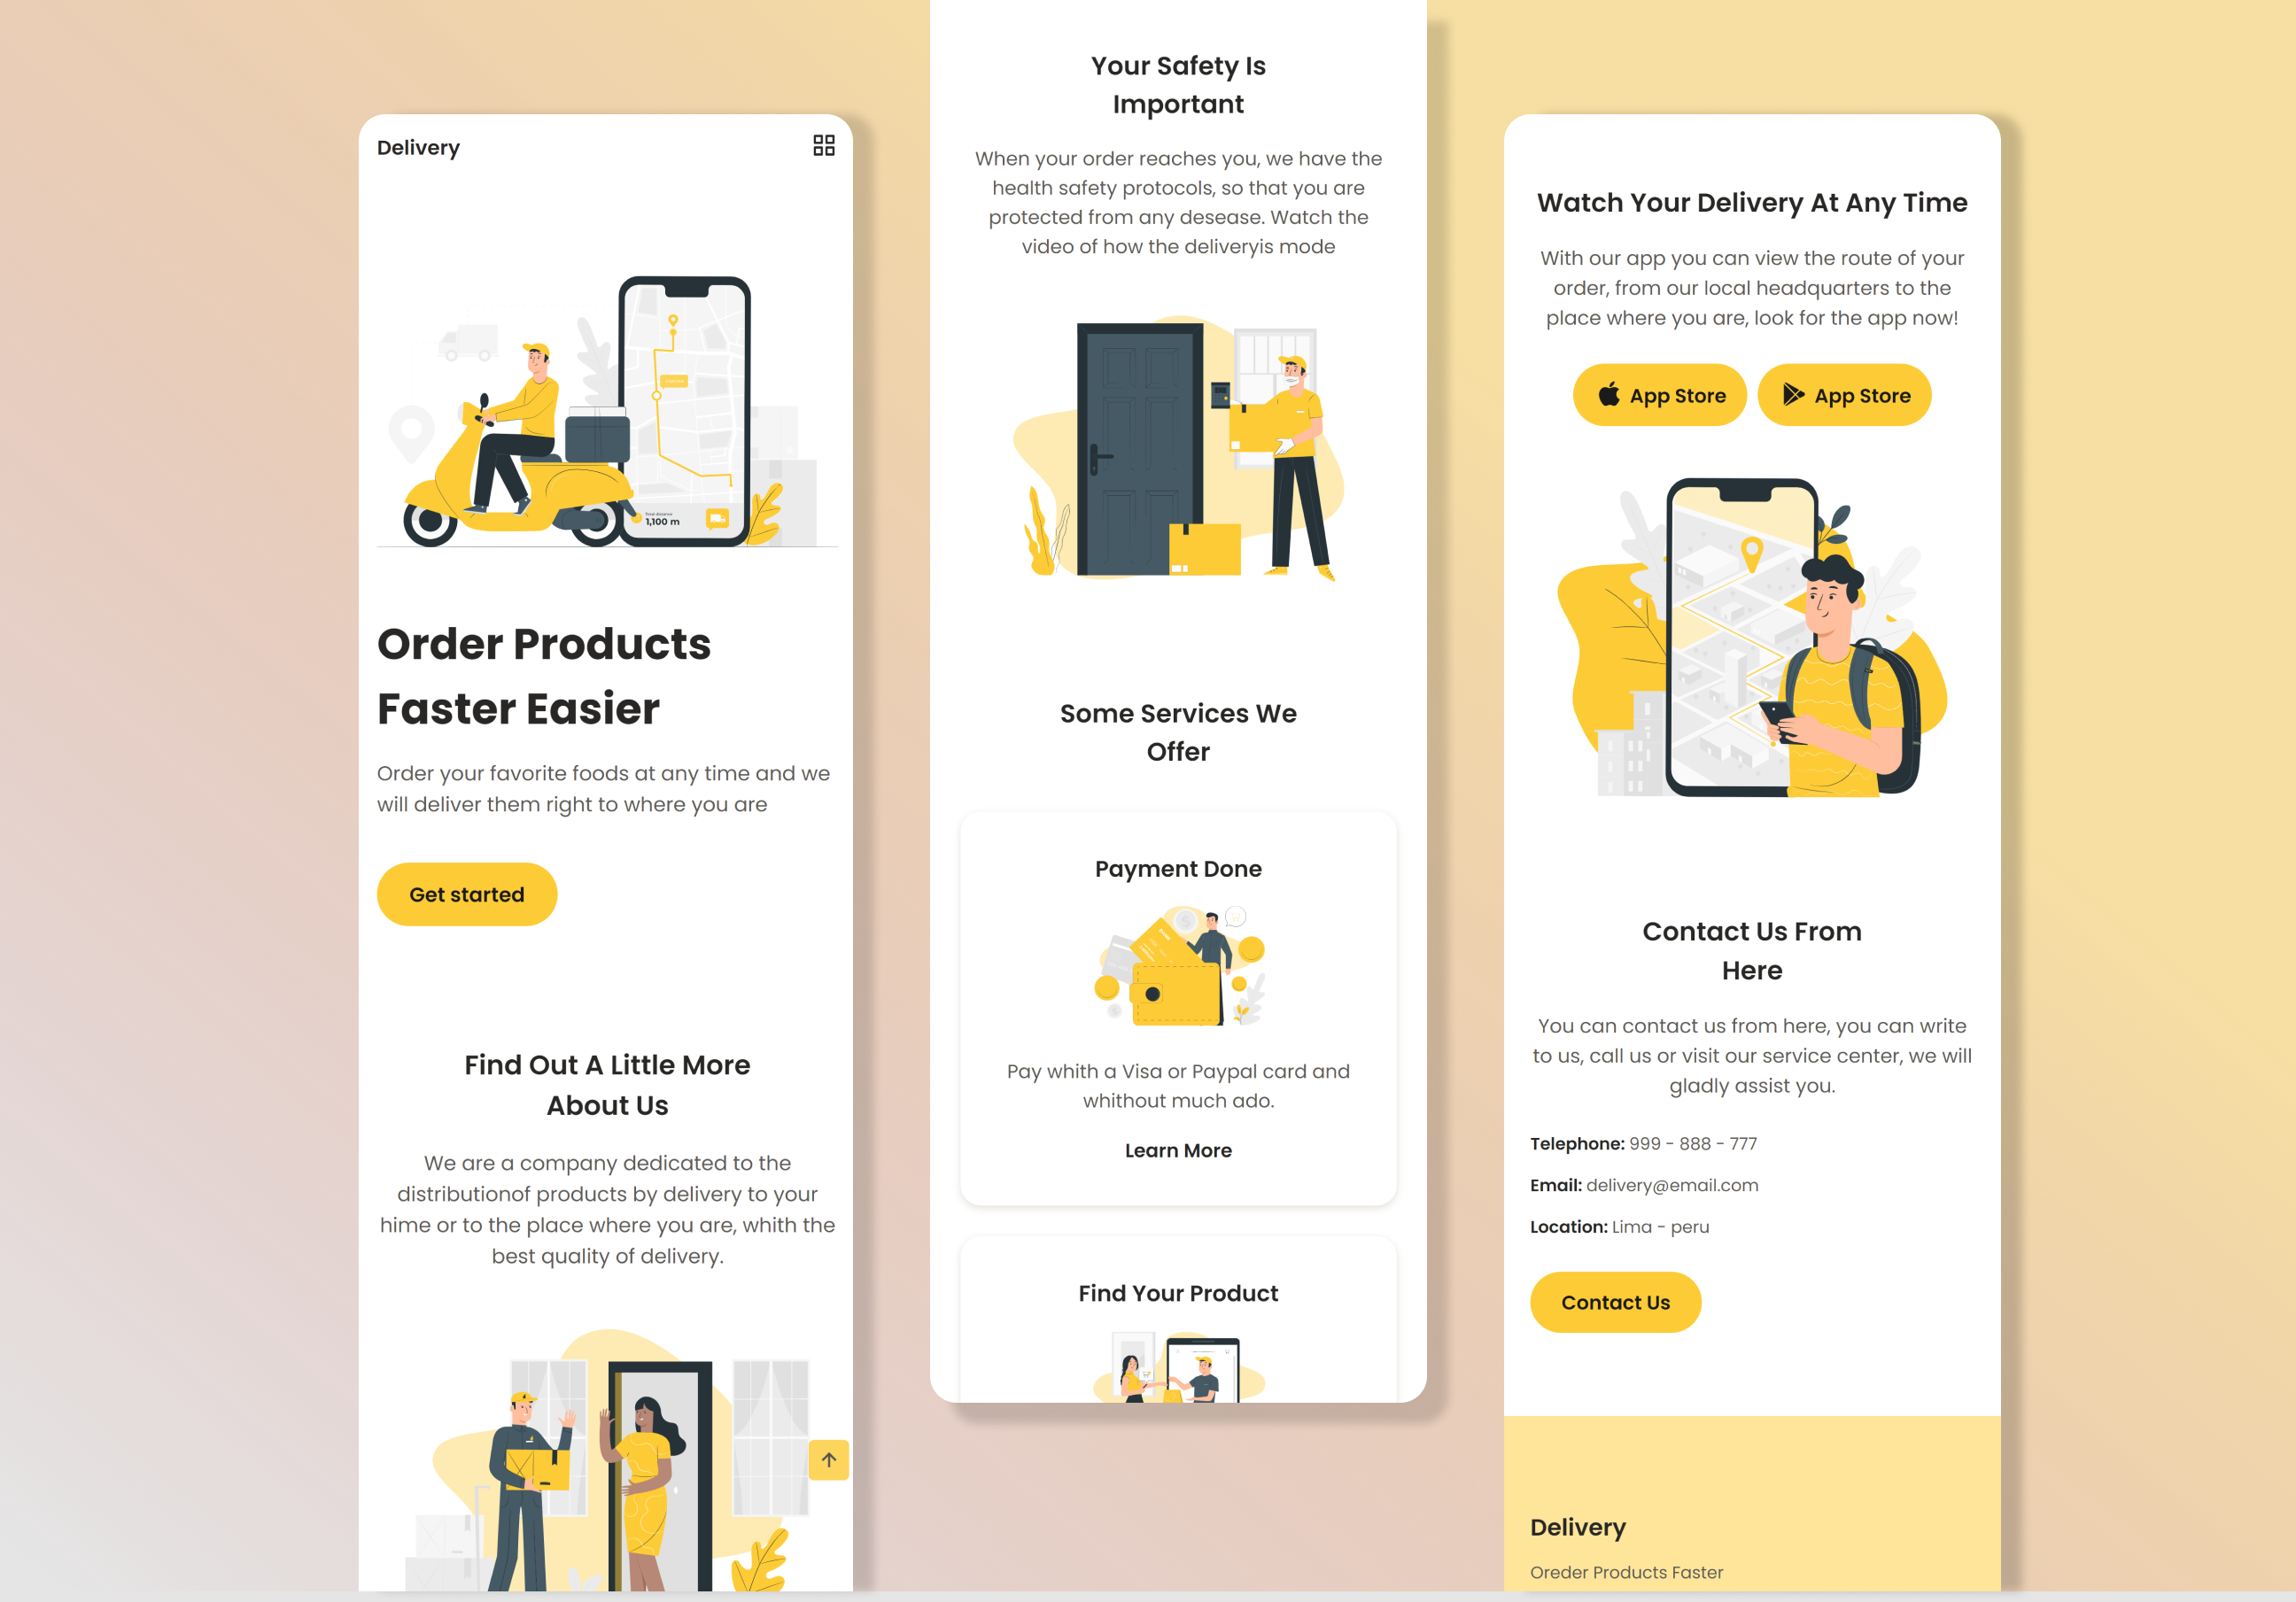 Delivery
Total distance
1,100 m
Order Products
Faster Easier
Order your favorite foods at any time and we
will deliver them right to where you are
Get started
Find Out A Little More
About Us
We are a company dedicated to the
distributionof products by delivery to your
hime or to the place where you are, whith the
best quality of delivery.
Your Safety Is
Important
When your order reaches you, we have the
health safety protocols, so that you are
protected from any desease. Watch the
video of how the deliveryis mode
Some Services We
Offer
Payment Done
Pay whith a Visa or Paypal card and
whithout much ado.
Learn More
Find Your Product
Watch Your Delivery At Any Time
With our app you can view the route of your
order, from our local headquarters to the
place where you are, look for the app now!
App Store
App Store
Contact Us From
Here
You can contact us from here, you can write
to us, call us or visit our service center, we will
gladly assist you.
Telephone: 999 - 888 - 777
Email: delivery@email.com
Location: Lima - peru
Contact Us
Delivery
Oreder Products Faster